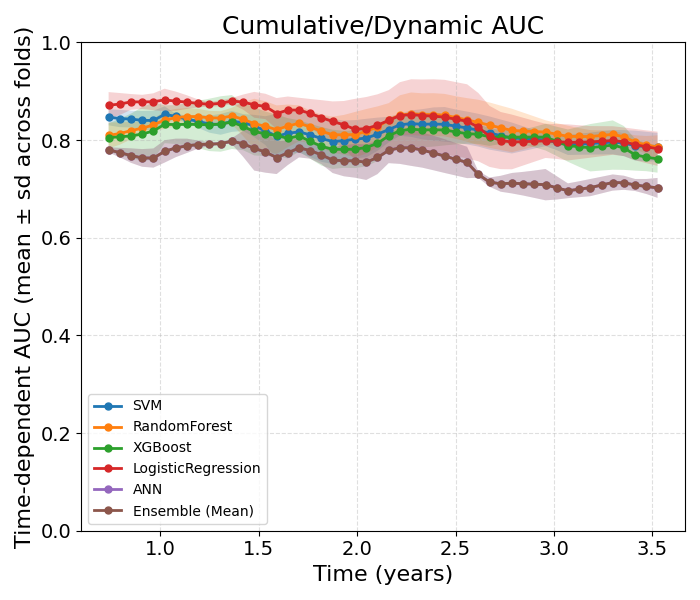 Cumulative/Dynamic AUC
Time-dependent AUC (mean ± sd across folds)
1.0
0.8
0.6
0.4
0.2
0.0
SVM
RandomForest
XGBoost
LogisticRegression
ANN
Ensemble (Mean)
1.0 1.5 2.0 2.5 3.0 3.5
Time (years)